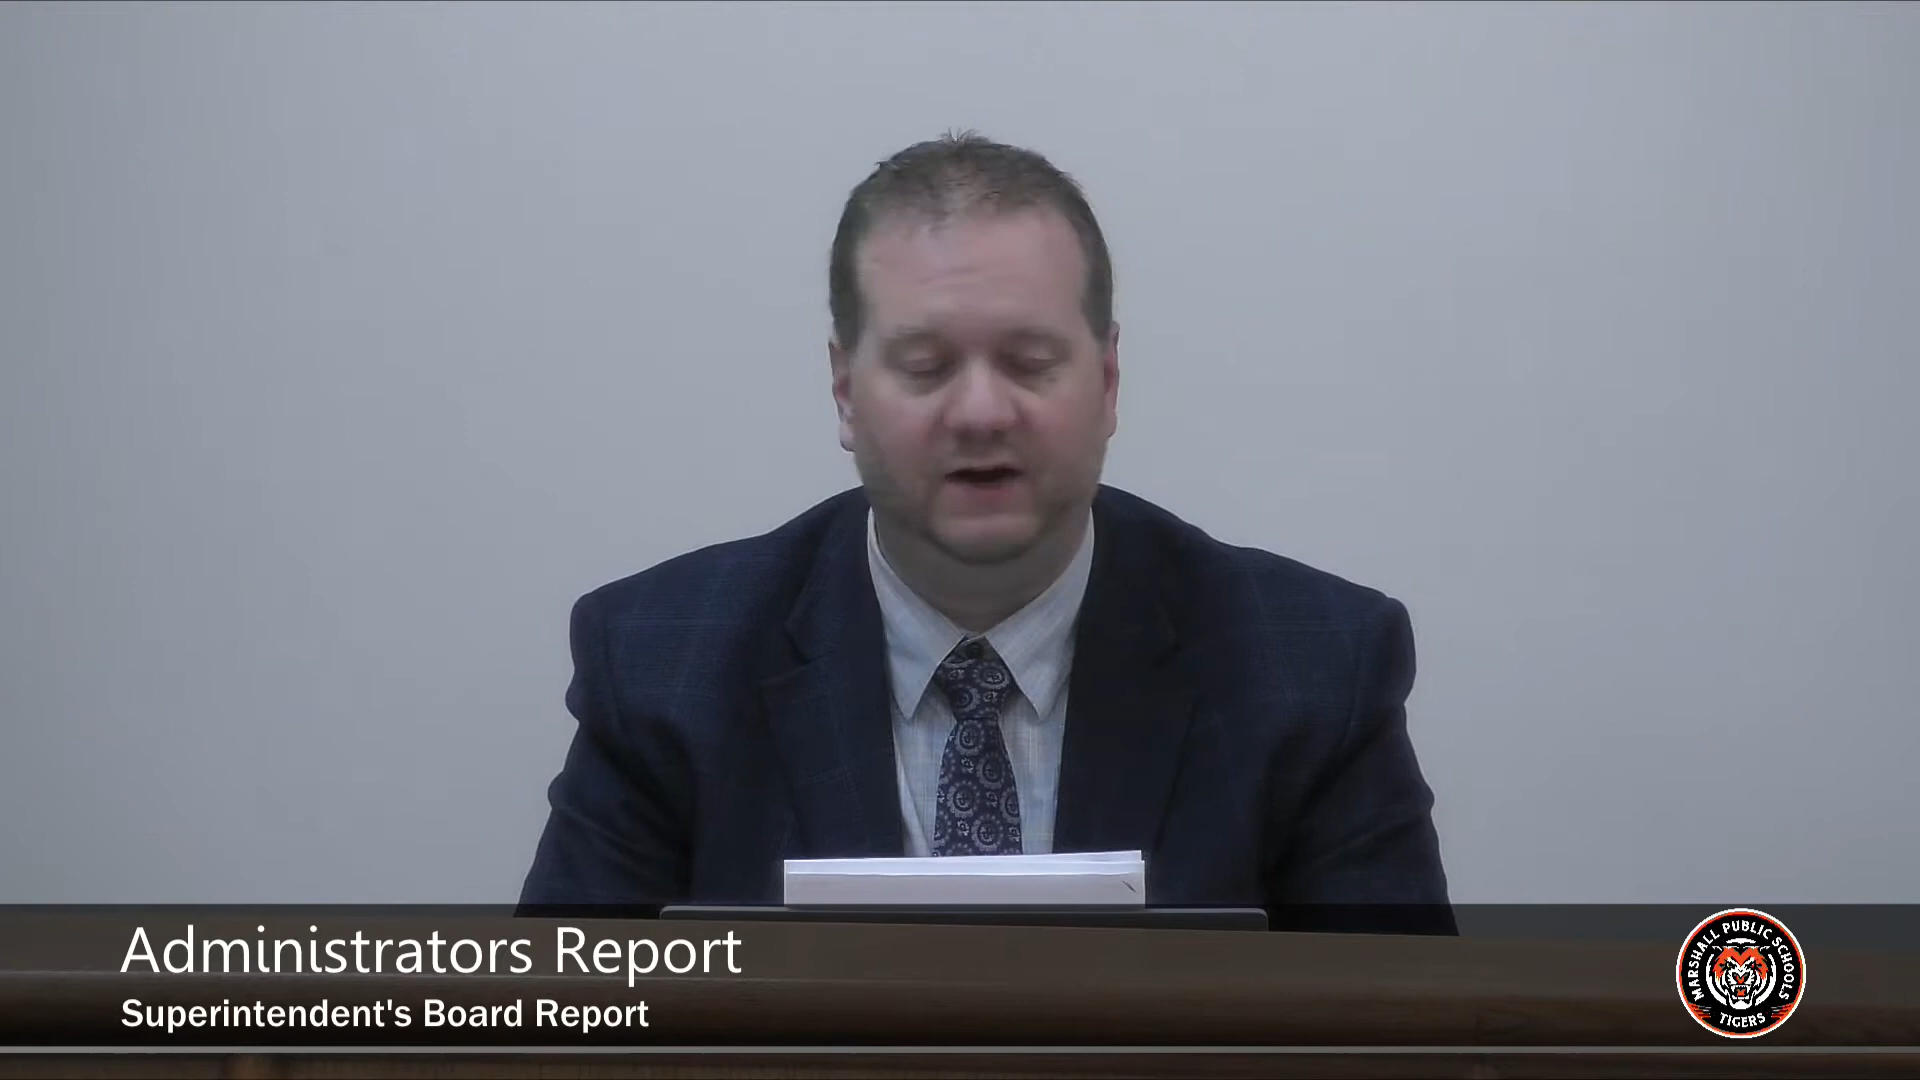 Administrators Report
Superintendent's Board Report
MARSHALL PUBLIC SCHOOLS
TIGERS